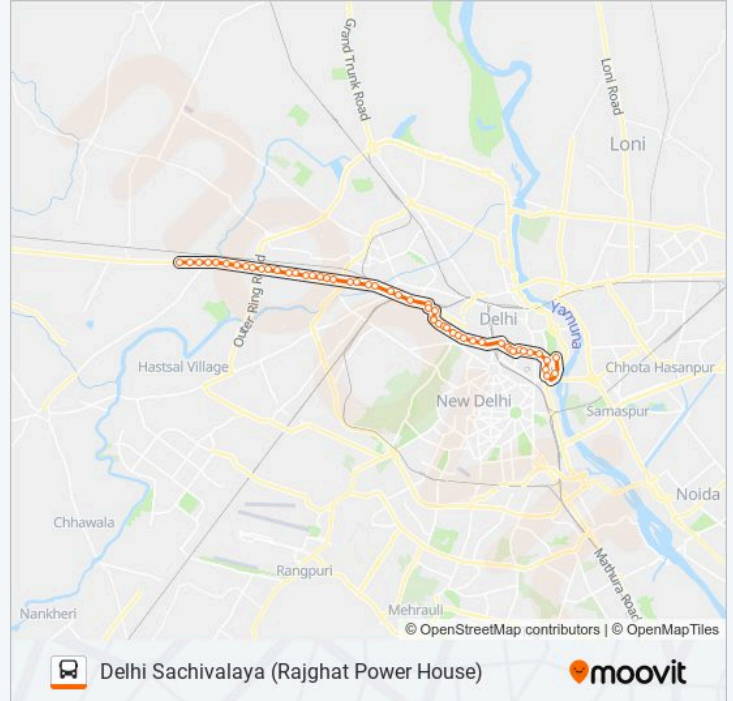 Grand Trunk Road
Loni Road
Loni
Outer Ring Road
Delhi
Yamuna
Hastsal Village
Chhota Hasanpur
New Delhi
Samaspur
Noida
Chhawala
Rangpuri
Mathura Road
Nankheri
Mehrauli
© OpenStreetMap contributors | © OpenMapTiles
Delhi Sachivalaya (Rajghat Power House)
moovit